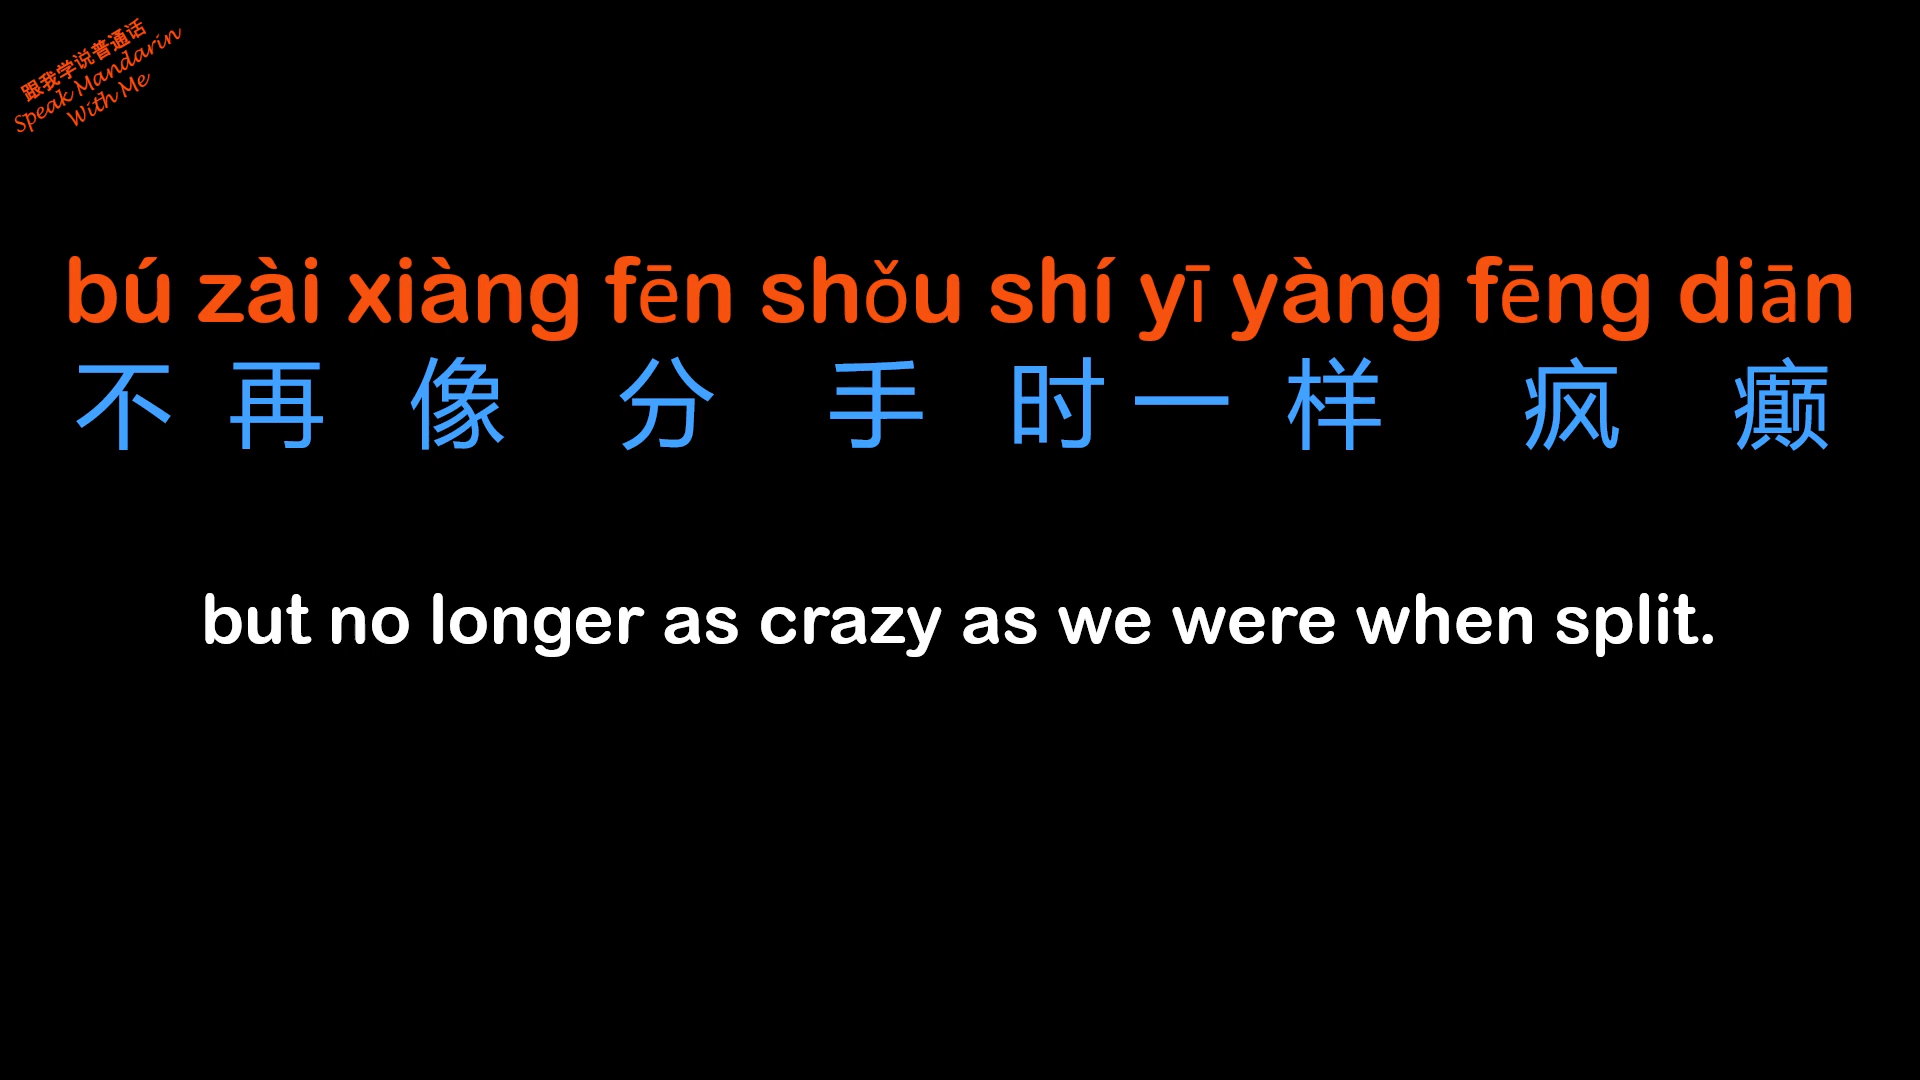 跟我学说普通话
Speak Mandarin
With Me
bú zài xiàng fēn shǒu shí yī yàng fēng diān
不 再 像 分 手 时 一 样 疯 癫
but no longer as crazy as we were when split.